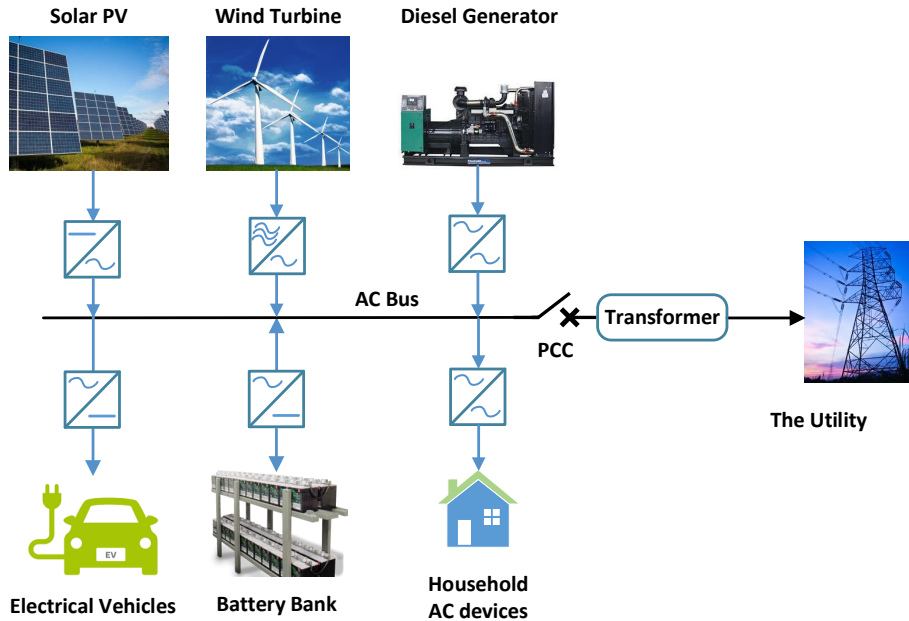 Solar PV
Wind Turbine
Diesel Generator
AC Bus
PCC
Transformer
The Utility
EV
Electrical Vehicles
Battery Bank
Household
AC devices